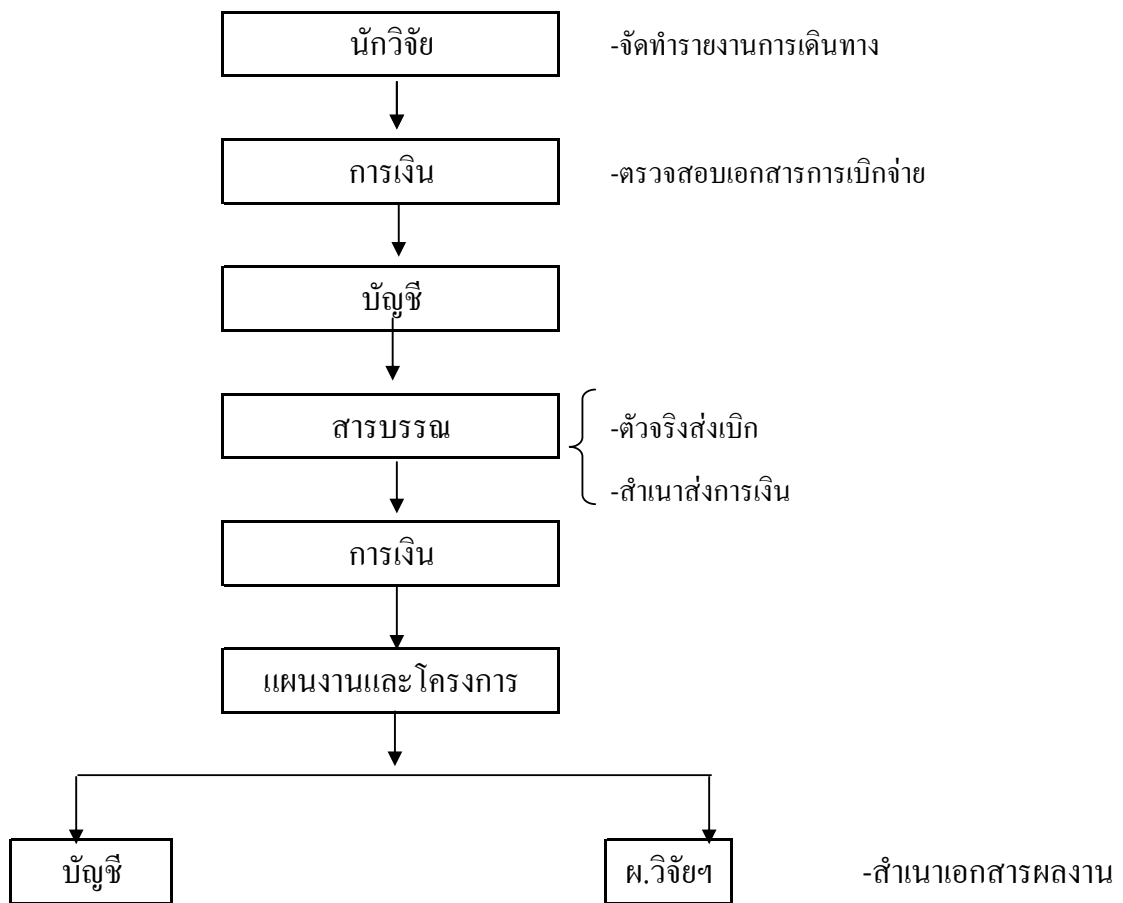 นักวิจัย -จัดทำรายงานการเดินทาง
การเงิน -ตรวจสอบเอกสารการเบิกจ่าย
บัญชี
สารบรรณ -ตัวจริงส่งเบิก
-สำเนาส่งการเงิน
การเงิน
แผนงานและโครงการ
บัญชี ผ.วิจัยฯ -สำเนาเอกสารผลงาน